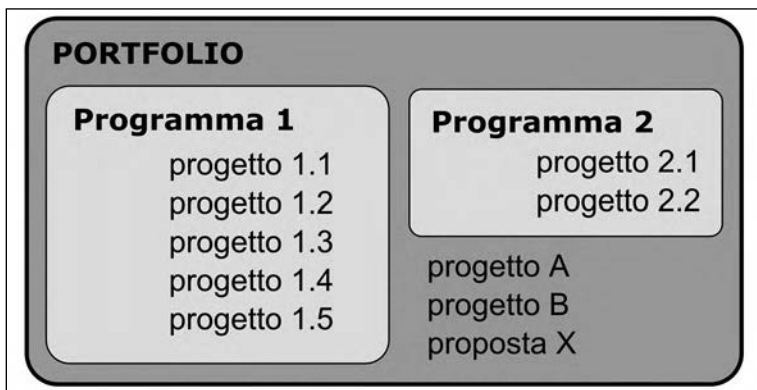 PORTFOLIO
Programma 1
progetto 1.1
progetto 1.2
progetto 1.3
progetto 1.4
progetto 1.5
Programma 2
progetto 2.1
progetto 2.2
progetto A
progetto B
proposta X